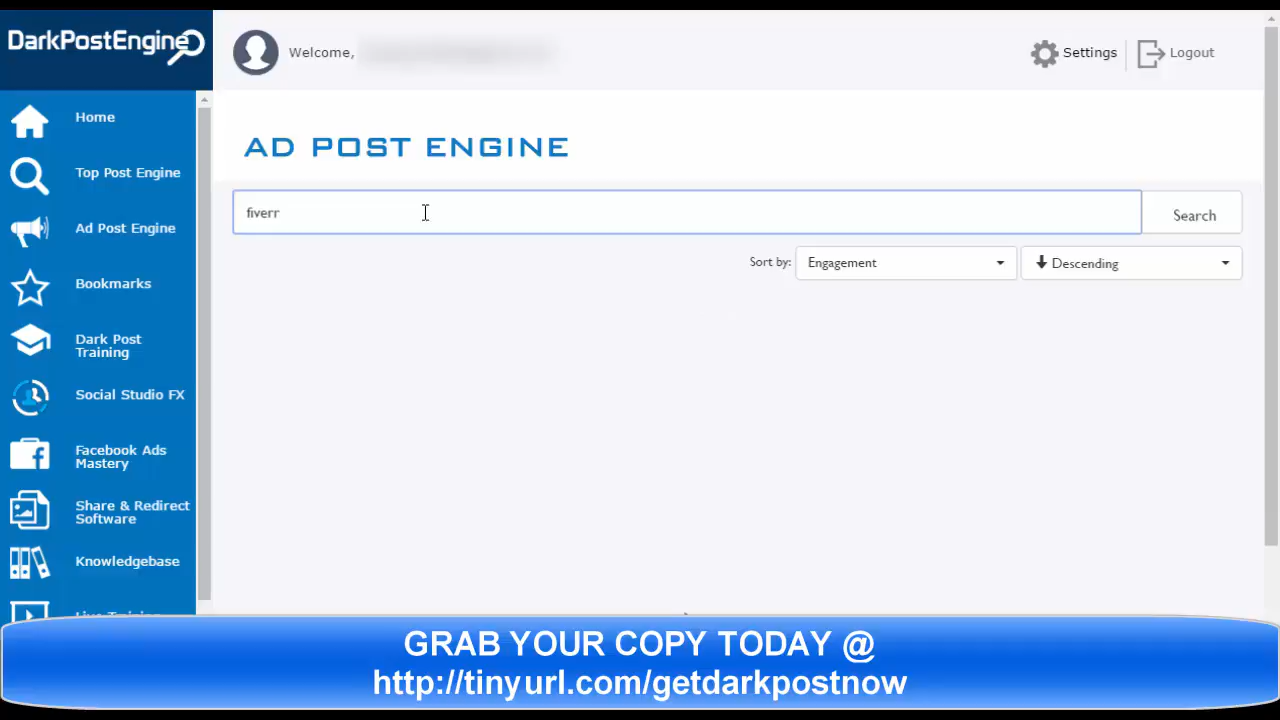 DarkPostEngine
Welcome,
Settings
Logout
Home
Top Post Engine
Ad Post Engine
Bookmarks
Dark Post
Training
Social Studio FX
Facebook Ads
Mastery
Share & Redirect
Software
Knowledgebase
Live Training
AD POST ENGINE
fiverr
Search
Sort by:
Engagement
Descending
GRAB YOUR COPY TODAY @
http://tinyurl.com/getdarkpostnow